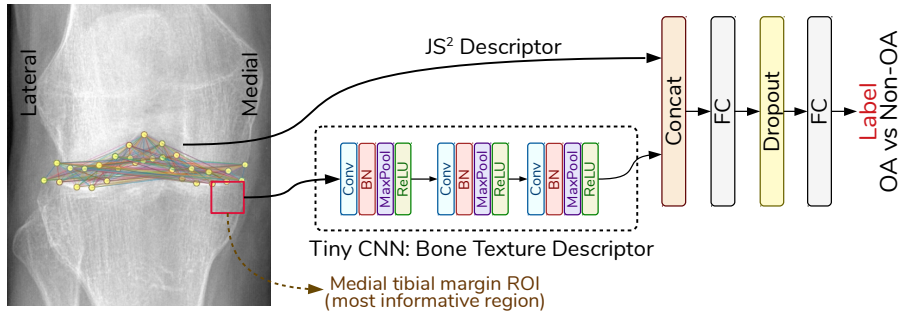 Lateral
Medial
JS² Descriptor
Conv
BN
MaxPool
ReLU
Conv
BN
MaxPool
ReLU
Conv
BN
MaxPool
ReLU
Tiny CNN: Bone Texture Descriptor
Medial tibial margin ROI
(most informative region)
Concat
FC
Dropout
FC
Label
OA vs Non-OA